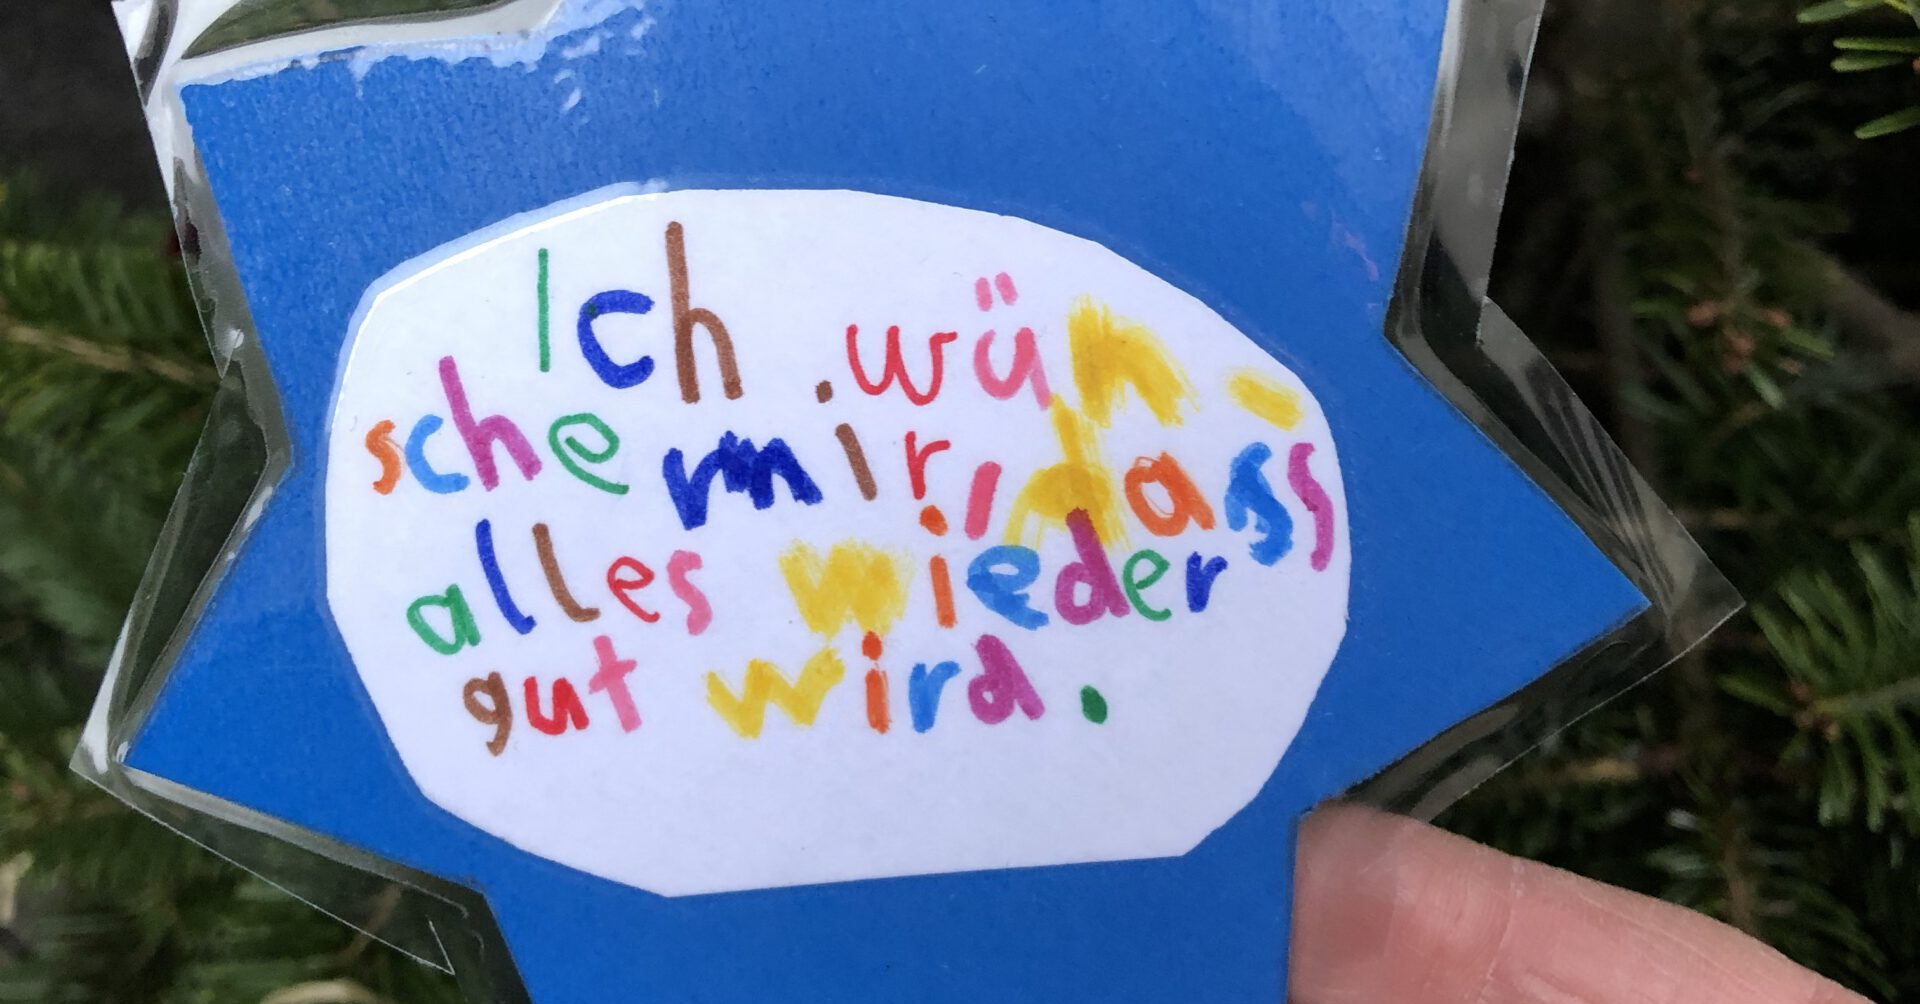 Ich wün-
sche mir, dass
alles wieder
gut wird.